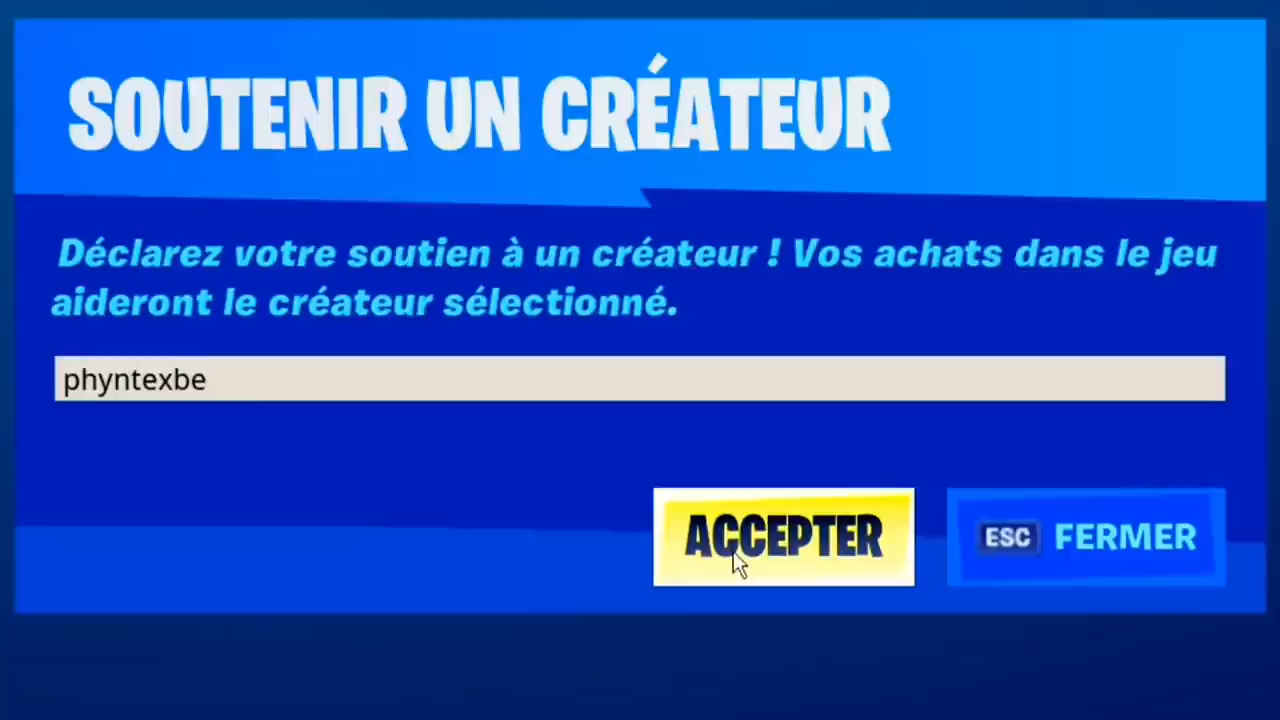 SOUTENIR UN CRÉATEUR
Déclarez votre soutien à un créateur ! Vos achats dans le jeu
aideront le créateur sélectionné.
phyntexbe
ACCEPTER
ESC FERMER